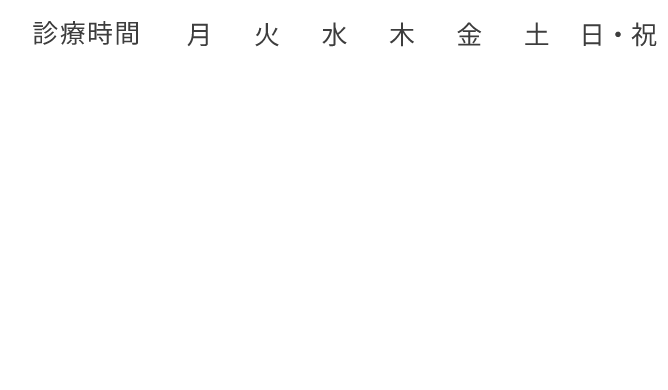 診療時間 月 火 水 木 金 土 日・祝